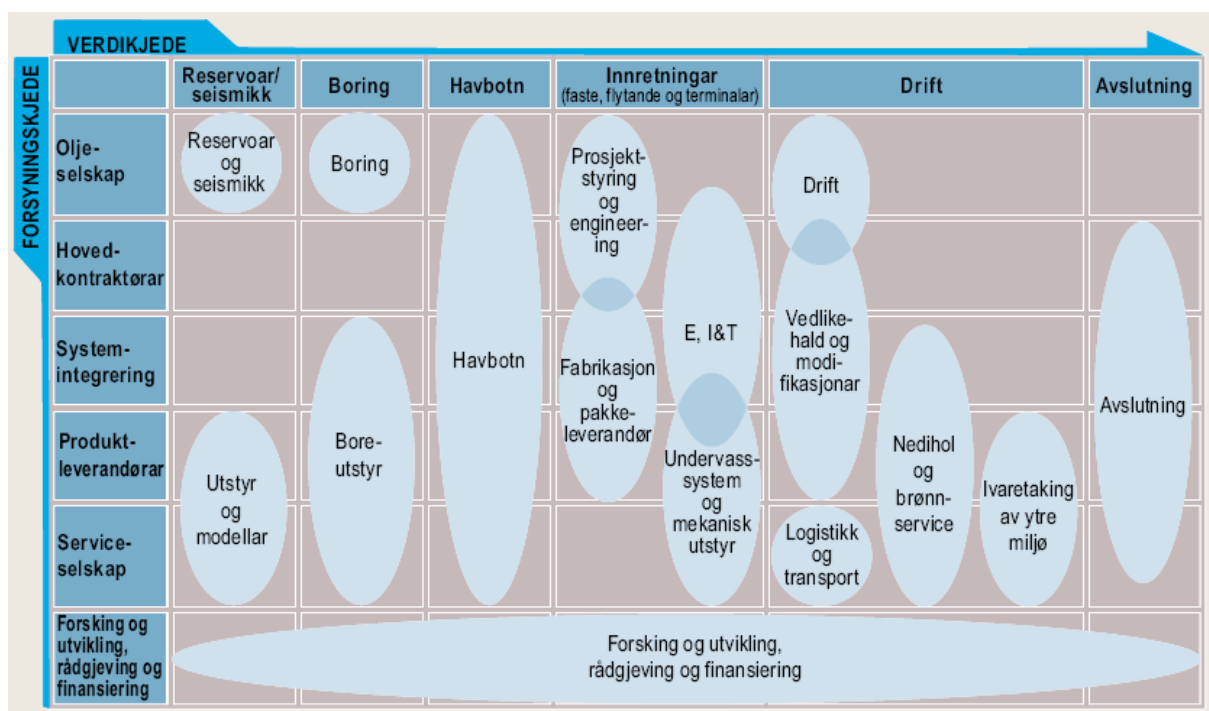 VERDIKJEDE
FORSYNINGSKJEDE
Reservoar/
seismikk
Boring
Havbotn
Innretningar
(faste, flytande og terminalar)
Drift
Avslutning
Olje-
selskap
Reservoar
og
seismikk
Boring
Prosjekt-
styring
og
engineer-
ing
Drift
Hoved-
kontraktørar
System-
integrering
Havbotn
Fabrikasjon
og
pakke-
leverandør
E, I&T
Vedlike-
hald og
modi-
fikasjonar
Avslutning
Produkt-
leverandørar
Utstyr
og
modellar
Bore-
utstyr
Undervass-
system
og
mekanisk
utstyr
Nedihol
og
brønn-
service
Ivaretaking
av ytre
miljø
Service-
selskap
Logistikk
og
transport
Forsking og
utvikling,
rådgjeving og
finansiering
Forsking og utvikling,
rådgjeving og finansiering